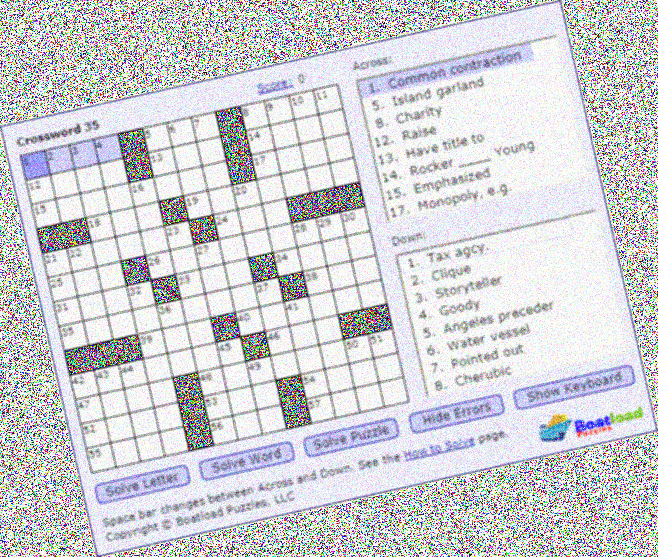 Crossword 35
Score: 0
Across:
1. Common contraction
5. Island garland
8. Charity
12. Raise
13. Have title to
14. Rocker _____ Young
15. Emphasized
17. Monopoly, e.g.
Down:
1. Tax agcy.
2. Clique
3. Storyteller
4. Goody
5. Angeles preceder
6. Water vessel
7. Pointed out
8. Cherubic
Solve Letter
Solve Word
Solve Puzzle
Hide Errors
Show Keyboard
Space bar changes between Across and Down. See the How to Solve page.
Copyright © Boatload Puzzles, LLC
Boatload
Puzzles